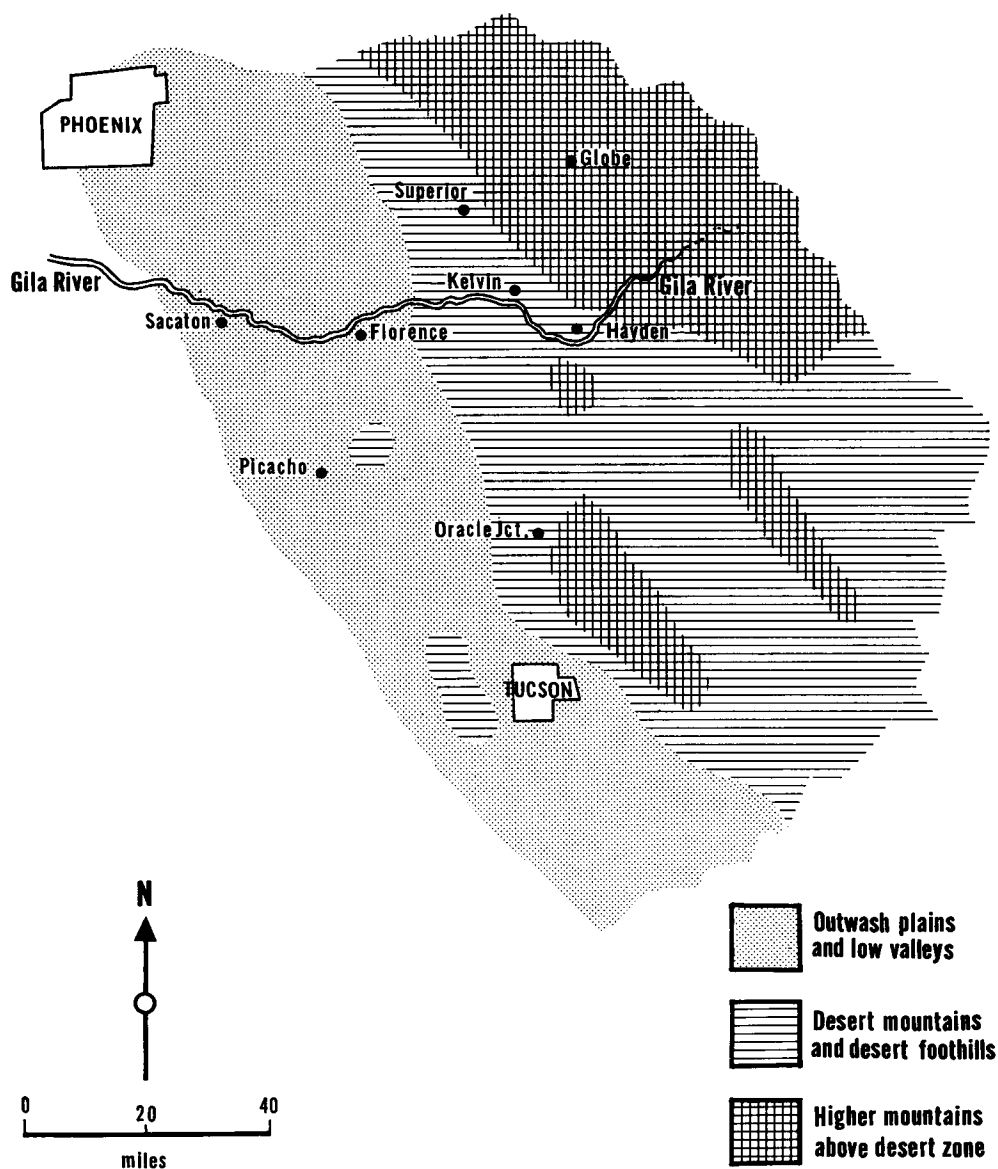 PHOENIX
Globe
Superior
Kelvin
Gila River
Gila River
Sacaton
Florence
Hayden
Picacho
Oracle Jct.
TUCSON
N
Outwash plains
and low valleys
Desert mountains
and desert foothills
0 20 40
miles
Higher mountains
above desert zone